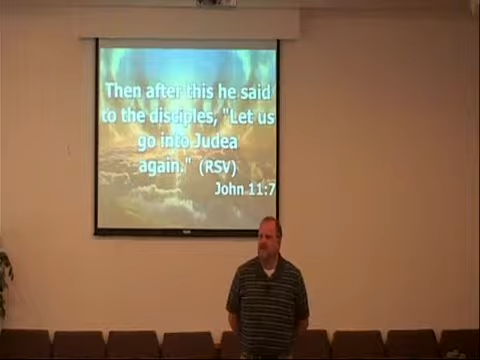 Then after this he said
to the disciples, "Let us
go into Judea
again." (RSV)
John 11:7